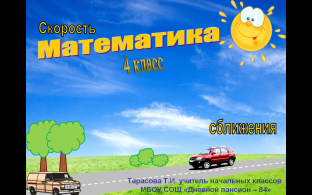 Скорость
Математика
4 класс
сближения
Тарасова Т.И. учитель начальных классов
МБОУ СОШ «Дневной пансион – 84»